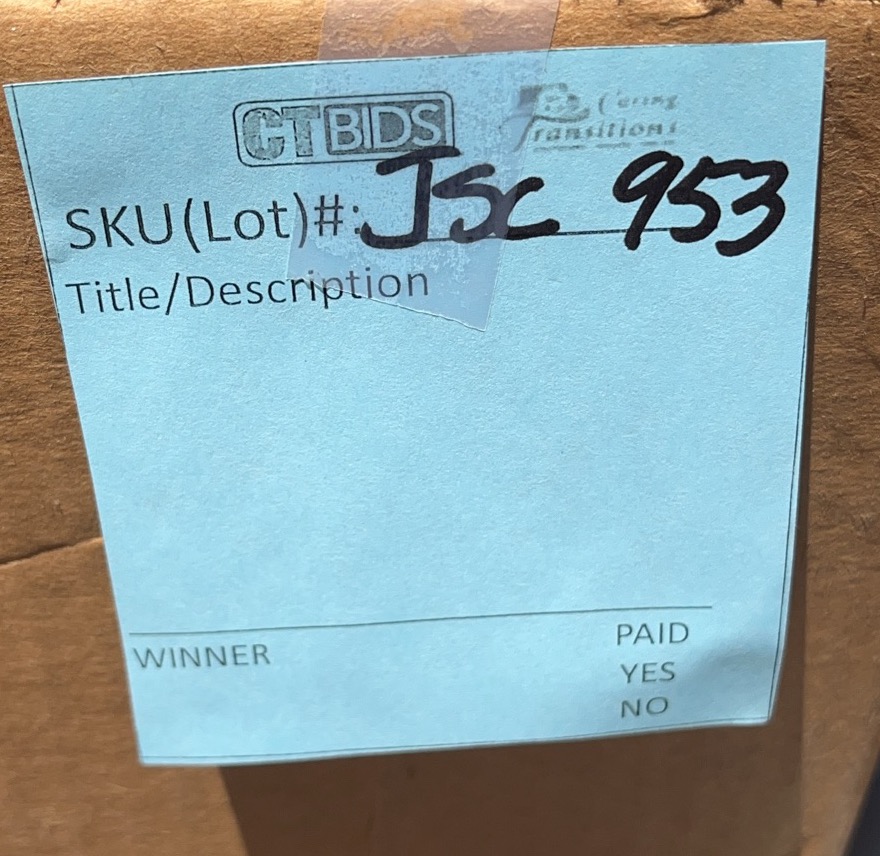 CTBIDS Caring
Transitions
SKU(Lot)#: JSC 953
Title/Description
WINNER PAID
YES
NO